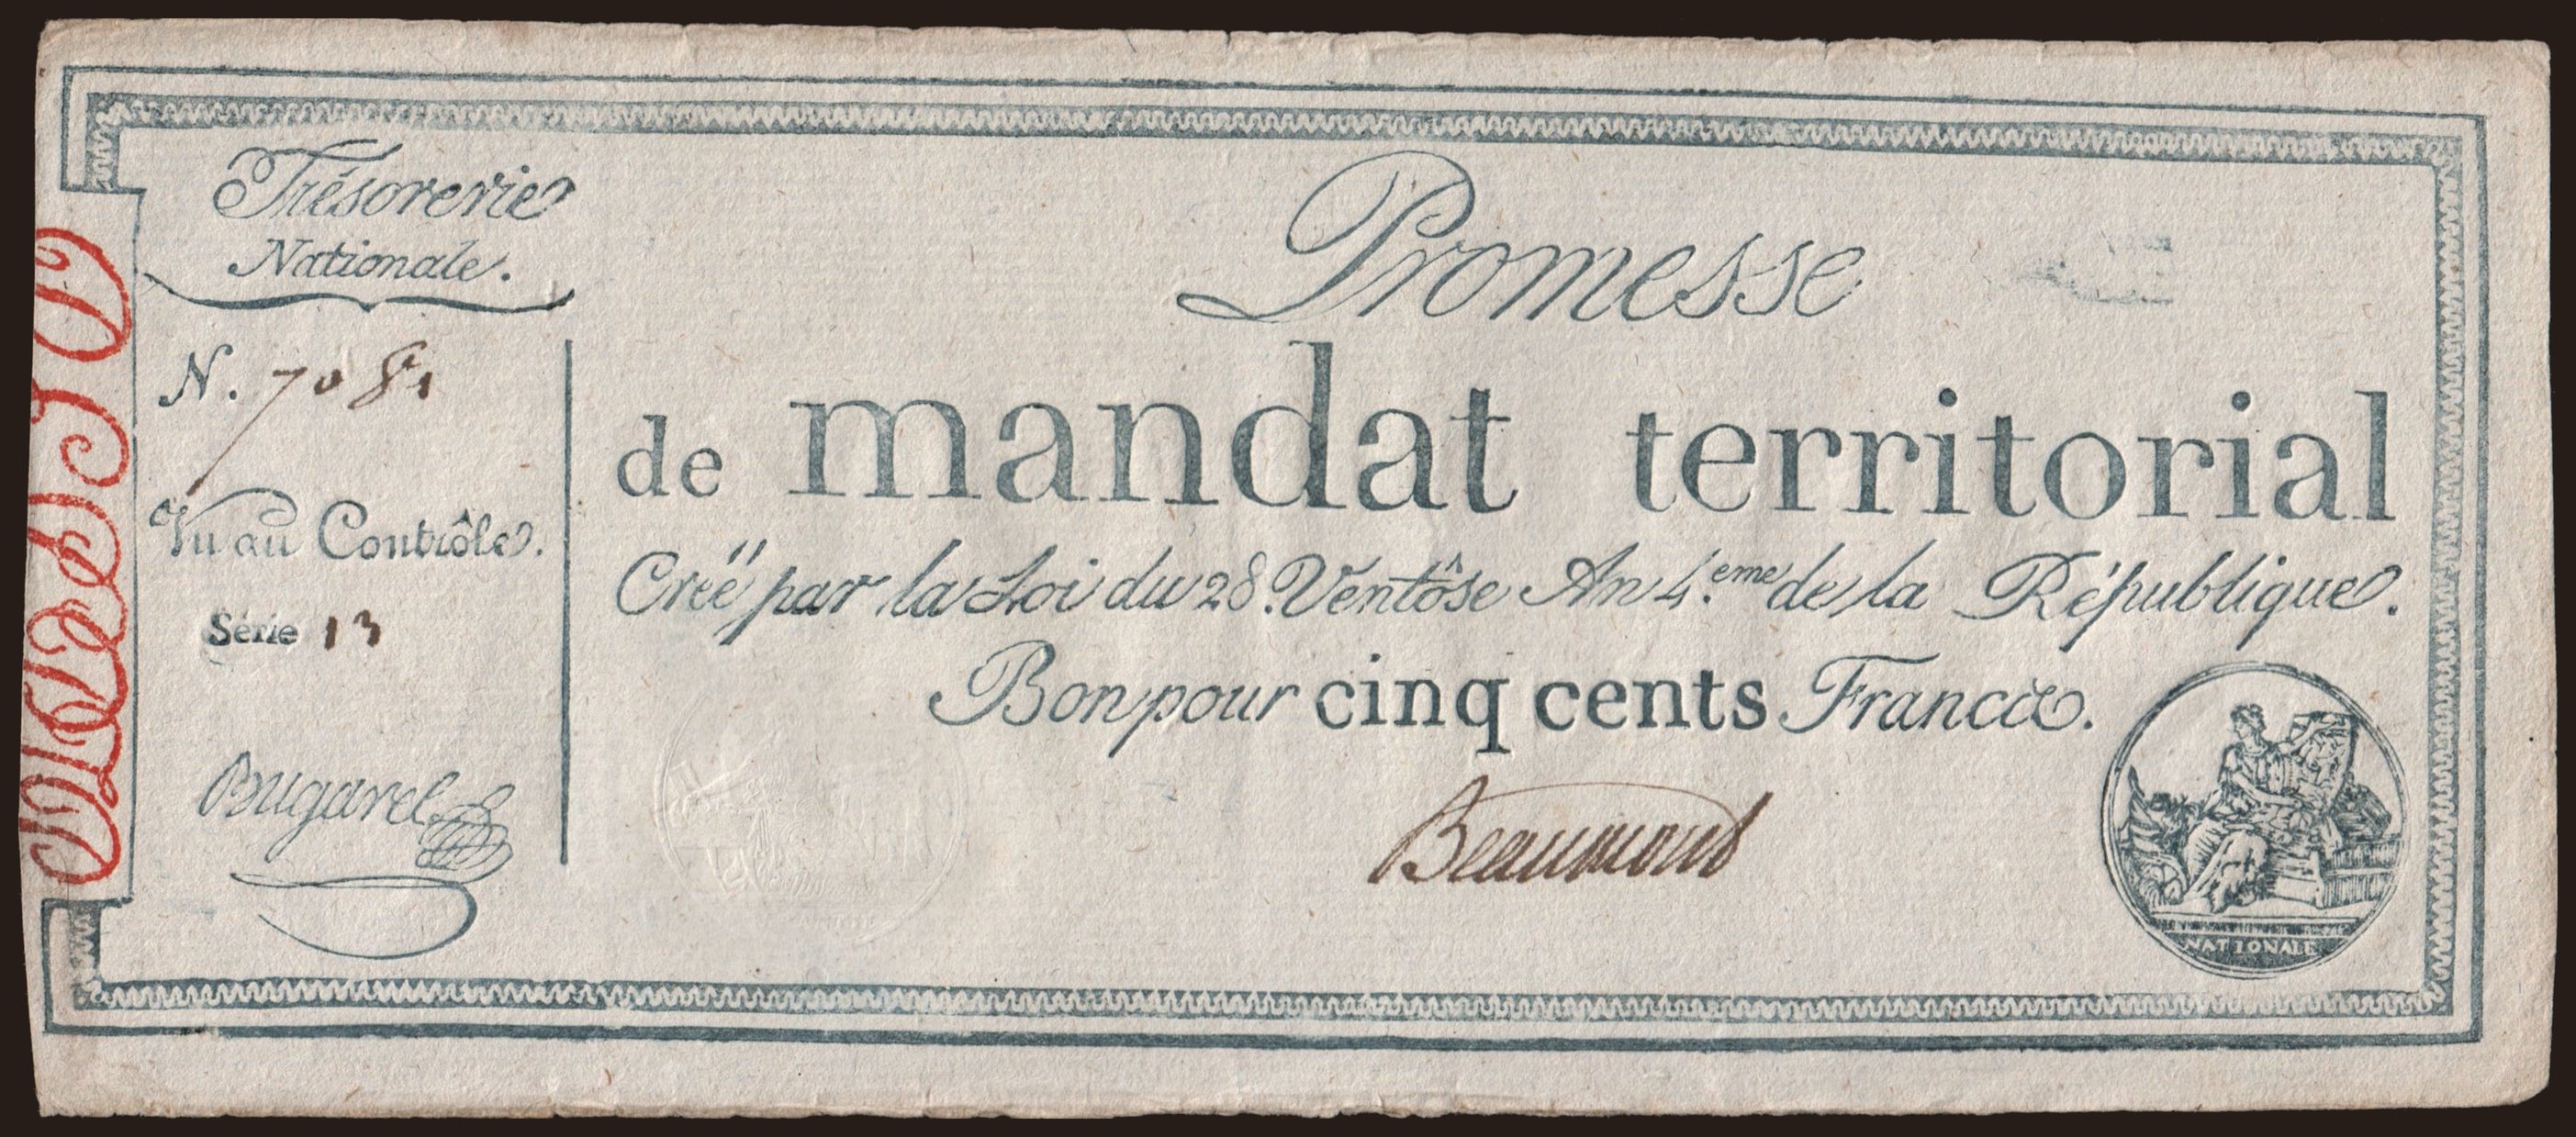 Trésorerie
Nationale.
N. 7081
Vu au Contrôle.
Série 13
Bugarel
Promesse
de mandat territorial
Créé par la Loi du 28. Ventôse An 4.eme de la République.
Bon pour cinq cents Francs.
Beaumont
NATIONALE